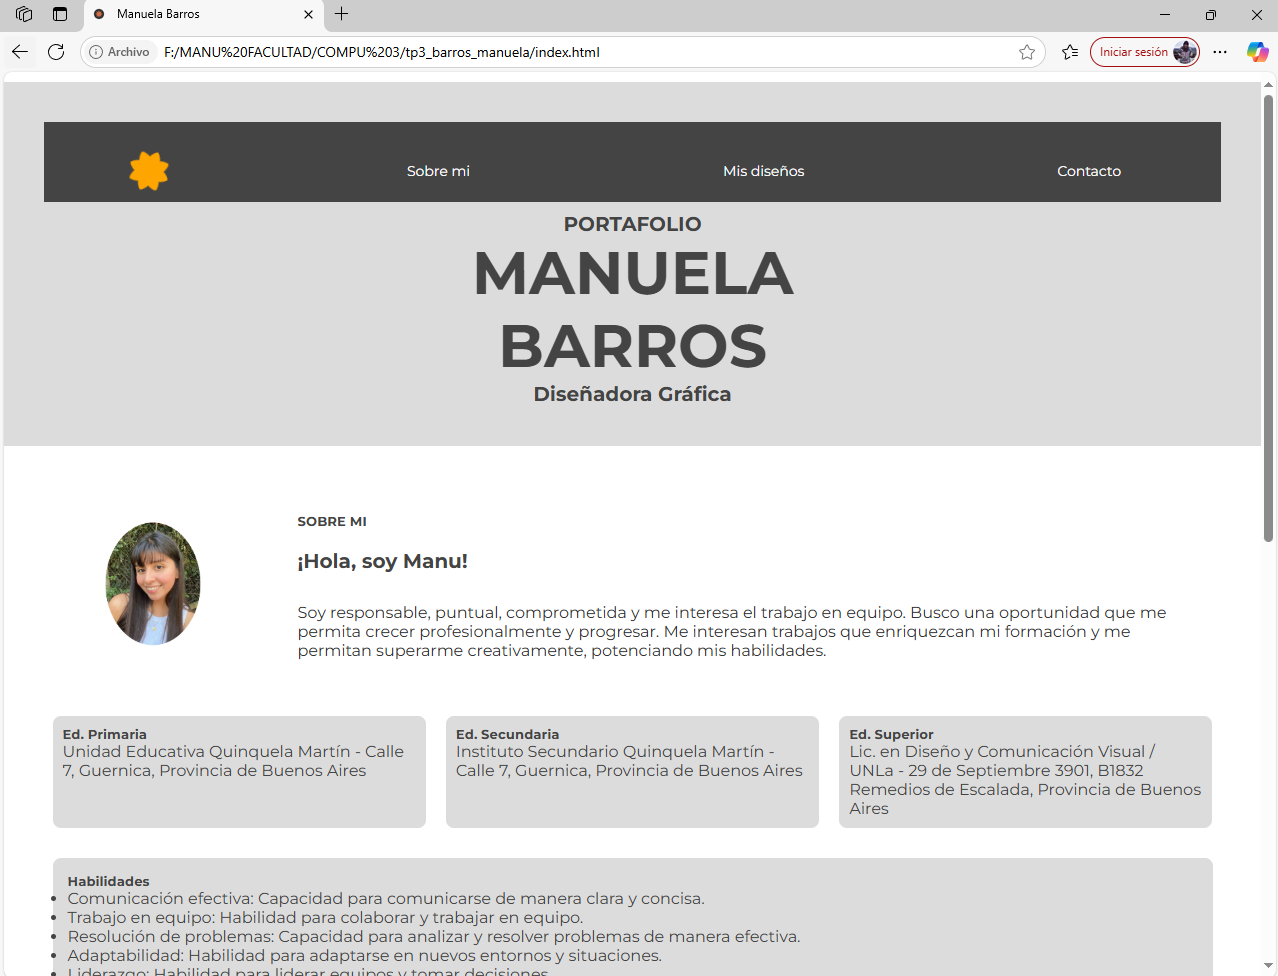 Manuela Barros
Archivo
F:/MANU%20FACULTAD/COMPU%203/tp3_barros_manuela/index.html
Iniciar sesión
Sobre mi
Mis diseños
Contacto
PORTAFOLIO
MANUELA
BARROS
Diseñadora Gráfica
SOBRE MI
¡Hola, soy Manu!
Soy responsable, puntual, comprometida y me interesa el trabajo en equipo. Busco una oportunidad que me
permita crecer profesionalmente y progresar. Me interesan trabajos que enriquezcan mi formación y me
permitan superarme creativamente, potenciando mis habilidades.
Ed. Primaria
Unidad Educativa Quinquela Martín - Calle
7, Guernica, Provincia de Buenos Aires
Ed. Secundaria
Instituto Secundario Quinquela Martín -
Calle 7, Guernica, Provincia de Buenos Aires
Ed. Superior
Lic. en Diseño y Comunicación Visual /
UNLa - 29 de Septiembre 3901, B1832
Remedios de Escalada, Provincia de Buenos
Aires
Habilidades
Comunicación efectiva: Capacidad para comunicarse de manera clara y concisa.
Trabajo en equipo: Habilidad para colaborar y trabajar en equipo.
Resolución de problemas: Capacidad para analizar y resolver problemas de manera efectiva.
Adaptabilidad: Habilidad para adaptarse en nuevos entornos y situaciones.
Liderazgo: Habilidad para liderar equipos y tomar decisiones.